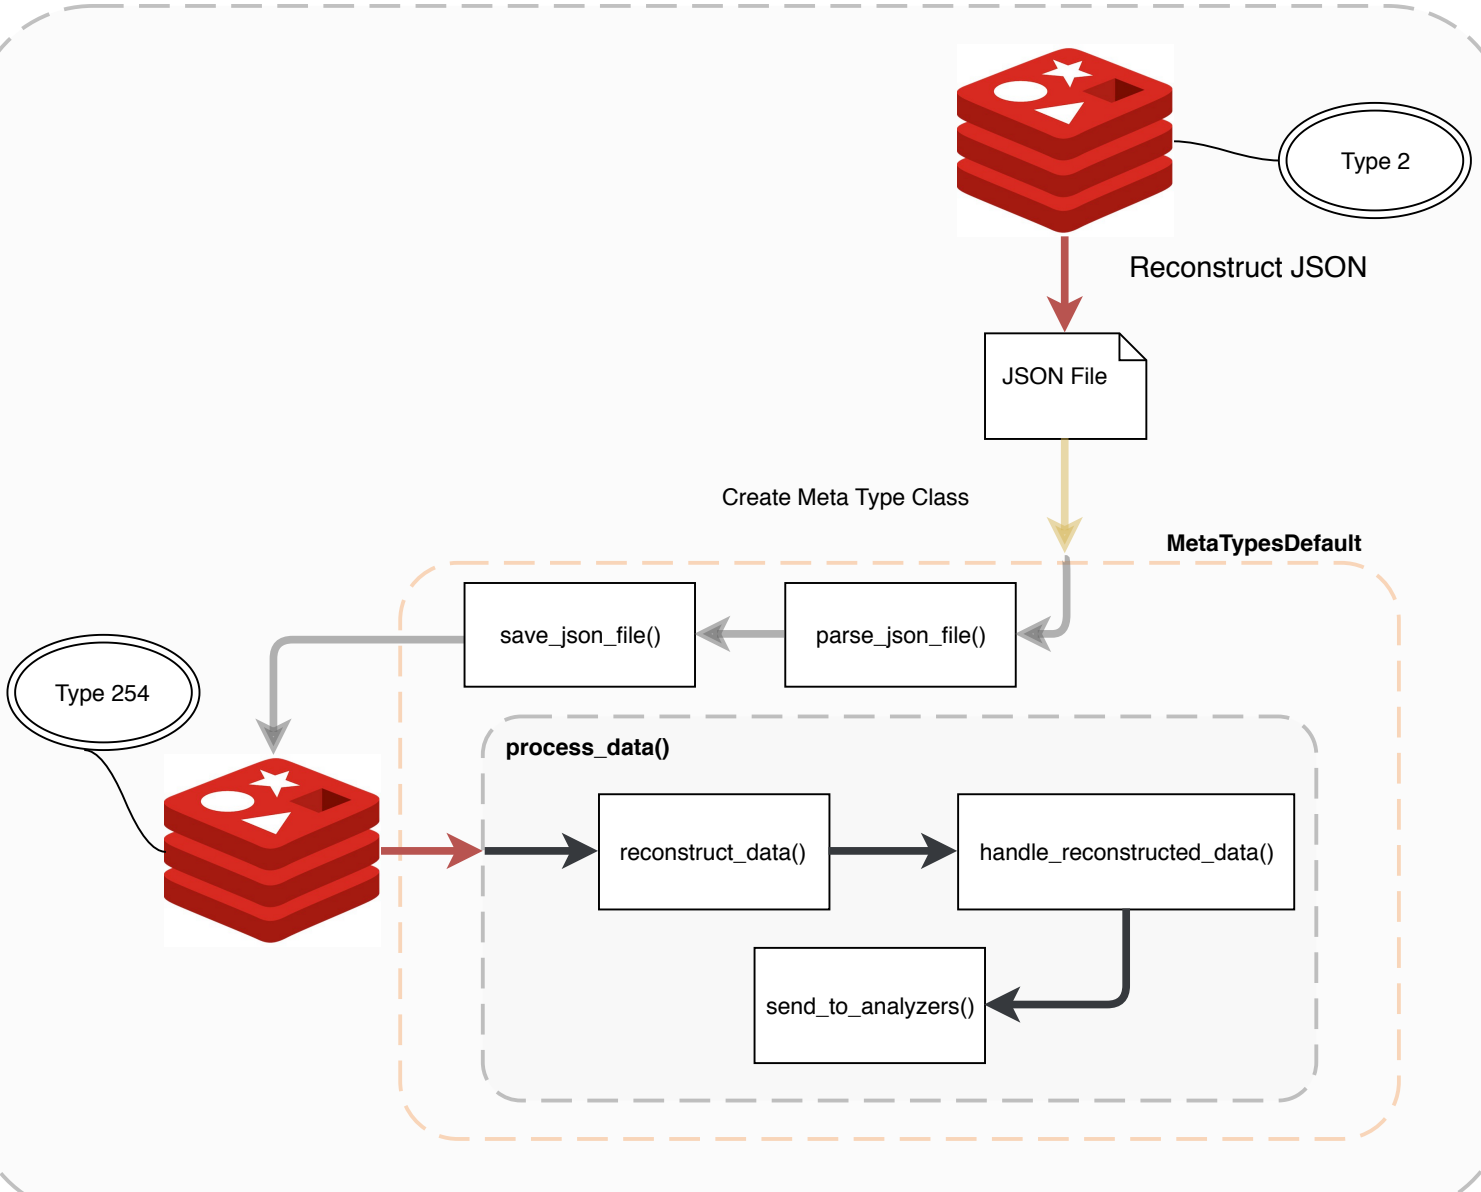 Type 2
Reconstruct JSON
JSON File
Create Meta Type Class
MetaTypesDefault
save_json_file()
parse_json_file()
Type 254
process_data()
reconstruct_data()
handle_reconstructed_data()
send_to_analyzers()